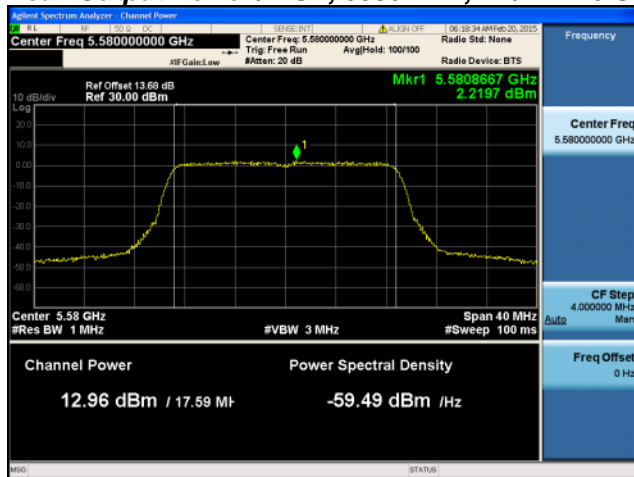 Agilent Spectrum Analyzer - Channel Power
RL RF 50 Ω DC SENSE:INT ALIGN OFF 06:18:34 AM Feb 20, 2015
Center Freq 5.580000000 GHz
Center Freq: 5.580000000 GHz
Radio Std: None
Trig: Free Run Avg|Hold: 100/100
#IFGain:Low #Atten: 20 dB Radio Device: BTS
Frequency
Mkr1 5.5808667 GHz
2.2197 dBm
Ref Offset 13.68 dB
10 dB/div Ref 30.00 dBm
Log
20.0
10.0
0.00
-10.0
-20.0
-30.0
-40.0
-50.0
-60.0
1
Center 5.58 GHz Span 40 MHz
#Res BW 1 MHz #VBW 3 MHz #Sweep 100 ms
Center Freq
5.580000000 GHz
CF Step
4.000000 MHz
Auto Man
Freq Offset
0 Hz
Channel Power Power Spectral Density
12.96 dBm / 17.59 MH -59.49 dBm /Hz
MSG STATUS